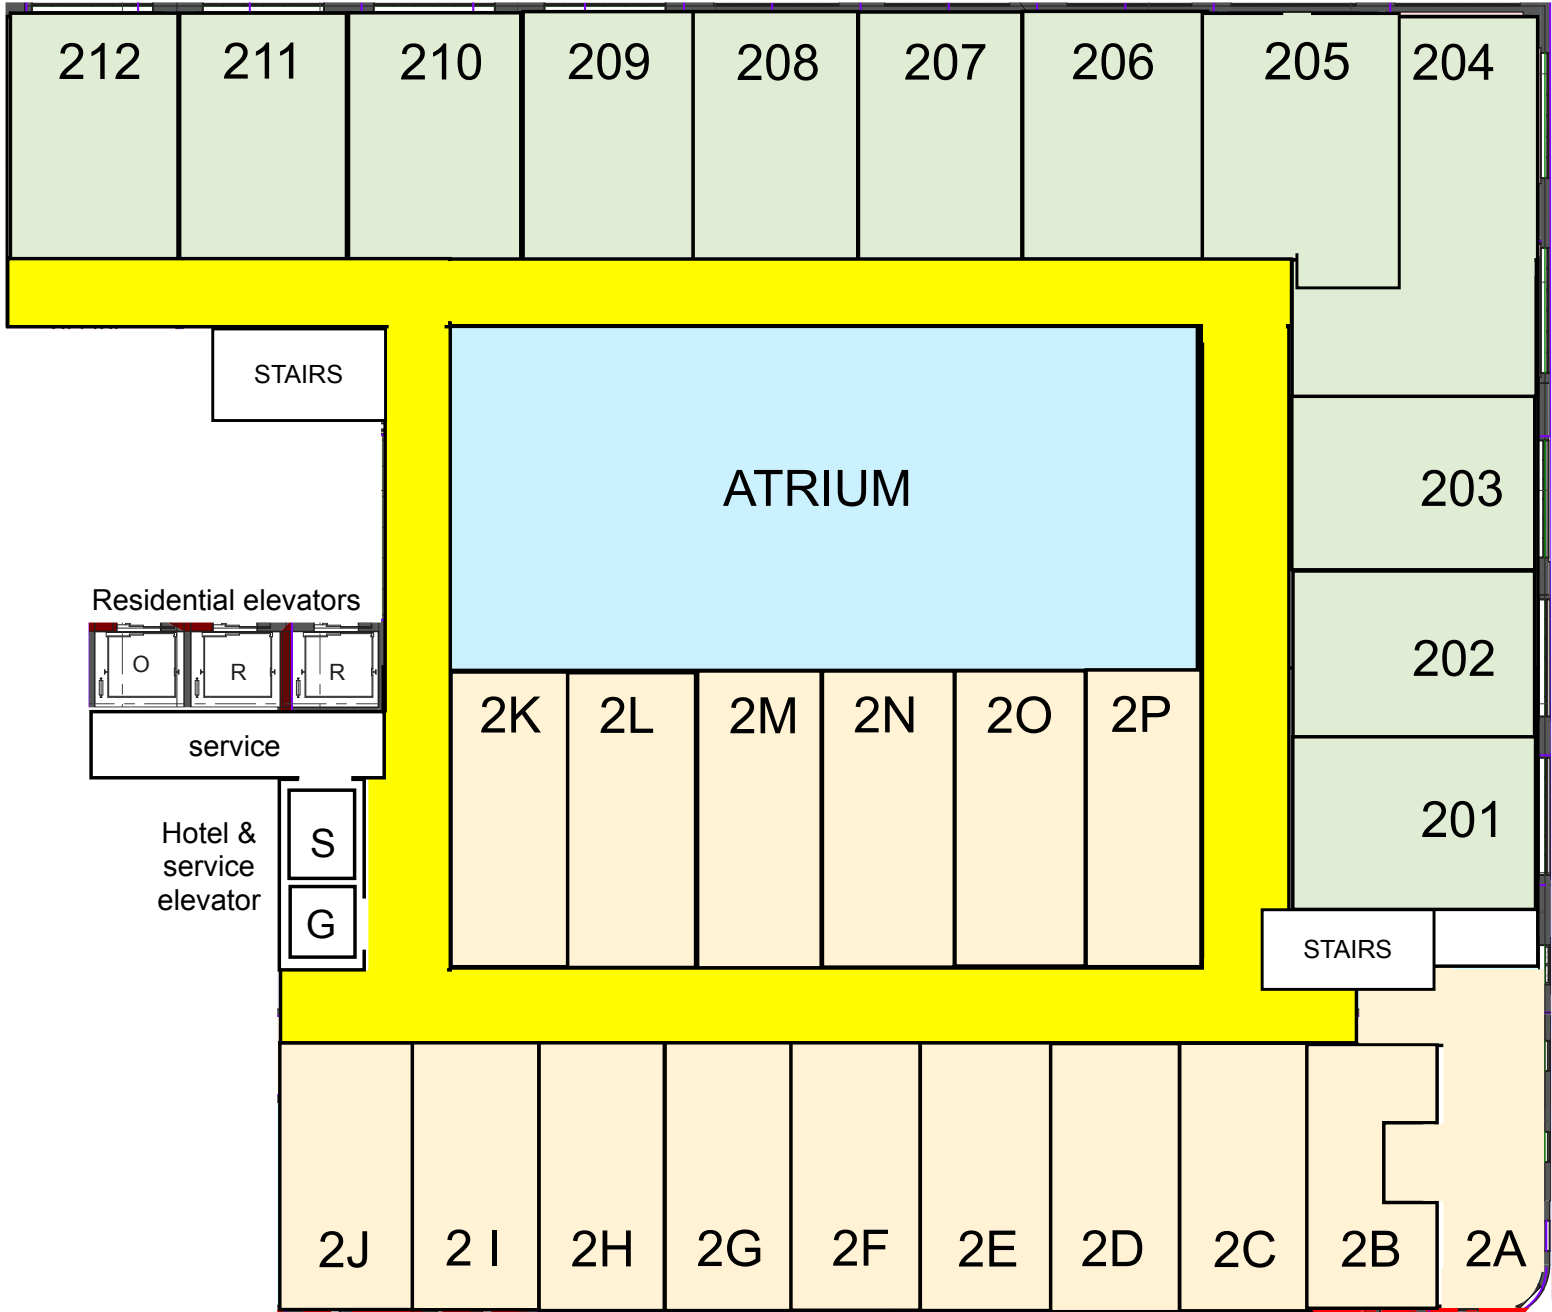 212 211 210 209 208 207 206 205 204
STAIRS
ATRIUM
203
Residential elevators
O R R
202
2K 2L 2M 2N 2O 2P
service
201
Hotel &
service
elevator
S
G
STAIRS
2J 2 I 2H 2G 2F 2E 2D 2C 2B 2A